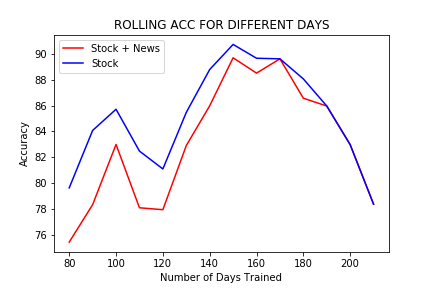 ROLLING ACC FOR DIFFERENT DAYS
Stock + News
Stock
90
88
86
84
82
80
78
76
Accuracy
80 100 120 140 160 180 200
Number of Days Trained